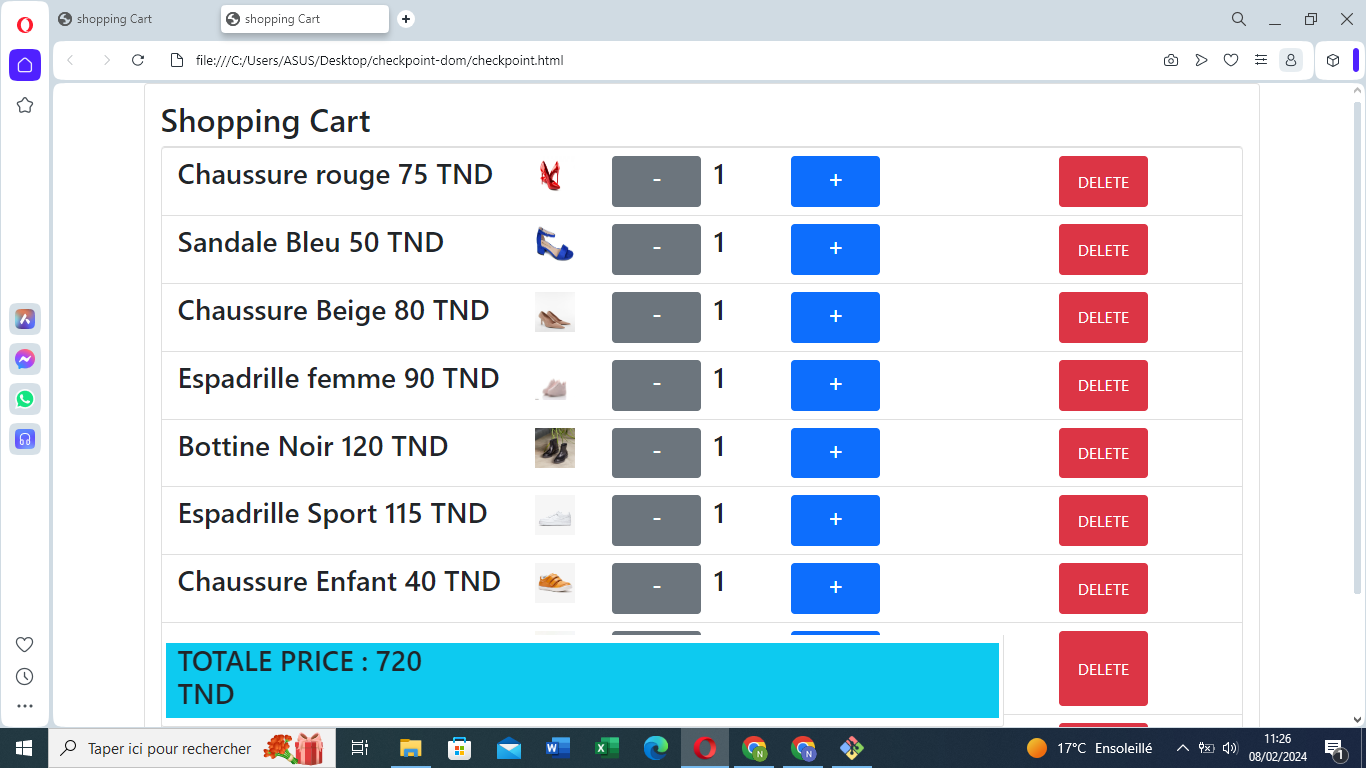 shopping Cart
shopping Cart
file:///C:/Users/ASUS/Desktop/checkpoint-dom/checkpoint.html
Shopping Cart
Chaussure rouge 75 TND - 1 + DELETE
Sandale Bleu 50 TND - 1 + DELETE
Chaussure Beige 80 TND - 1 + DELETE
Espadrille femme 90 TND - 1 + DELETE
Bottine Noir 120 TND - 1 + DELETE
Espadrille Sport 115 TND - 1 + DELETE
Chaussure Enfant 40 TND - 1 + DELETE
DELETE
TOTALE PRICE : 720
TND
Taper ici pour rechercher
17°C Ensoleillé
11:26
08/02/2024
1